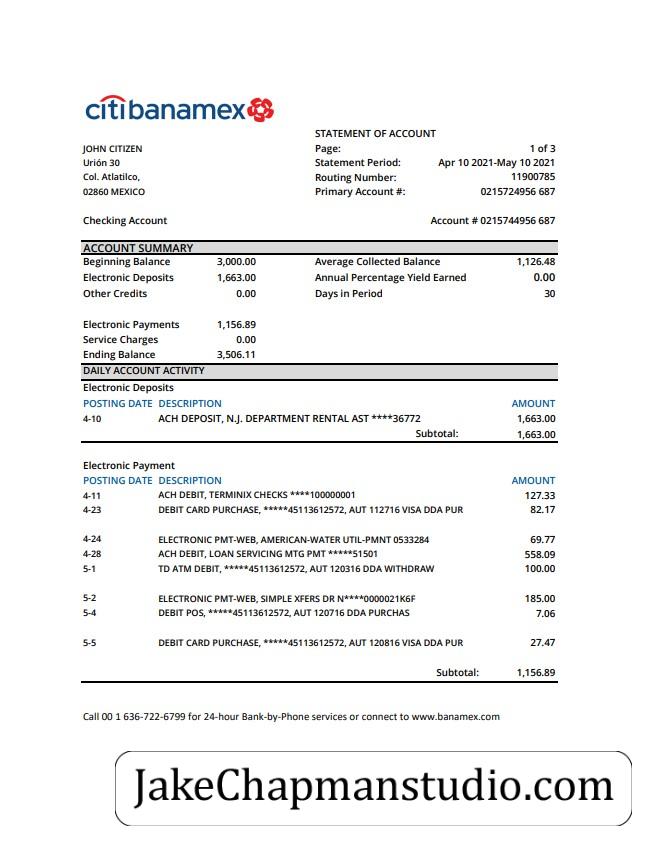 citibanamex
STATEMENT OF ACCOUNT
JOHN CITIZEN Page: 1 of 3
Urión 30 Statement Period: Apr 10 2021-May 10 2021
Col. Atlatilco, Routing Number: 11900785
02860 MEXICO Primary Account #: 0215724956 687
Checking Account Account # 0215744956 687
ACCOUNT SUMMARY
Beginning Balance 3,000.00 Average Collected Balance 1,126.48
Electronic Deposits 1,663.00 Annual Percentage Yield Earned 0.00
Other Credits 0.00 Days in Period 30
Electronic Payments 1,156.89
Service Charges 0.00
Ending Balance 3,506.11
DAILY ACCOUNT ACTIVITY
Electronic Deposits
POSTING DATE DESCRIPTION AMOUNT
4-10 ACH DEPOSIT, N.J. DEPARTMENT RENTAL AST ****36772 1,663.00
Subtotal: 1,663.00
Electronic Payment
POSTING DATE DESCRIPTION AMOUNT
4-11 ACH DEBIT, TERMINIX CHECKS ****100000001 127.33
4-23 DEBIT CARD PURCHASE, *****45113612572, AUT 112716 VISA DDA PUR 82.17
4-24 ELECTRONIC PMT-WEB, AMERICAN-WATER UTIL-PMNT 0533284 69.77
4-28 ACH DEBIT, LOAN SERVICING MTG PMT *****51501 558.09
5-1 TD ATM DEBIT, *****45113612572, AUT 120316 DDA WITHDRAW 100.00
5-2 ELECTRONIC PMT-WEB, SIMPLE XFERS DR N****0000021K6F 185.00
5-4 DEBIT POS, *****45113612572, AUT 120716 DDA PURCHAS 7.06
5-5 DEBIT CARD PURCHASE, *****45113612572, AUT 120816 VISA DDA PUR 27.47
Subtotal: 1,156.89
Call 00 1 636-722-6799 for 24-hour Bank-by-Phone services or connect to www.banamex.com
JakeChapmanstudio.com